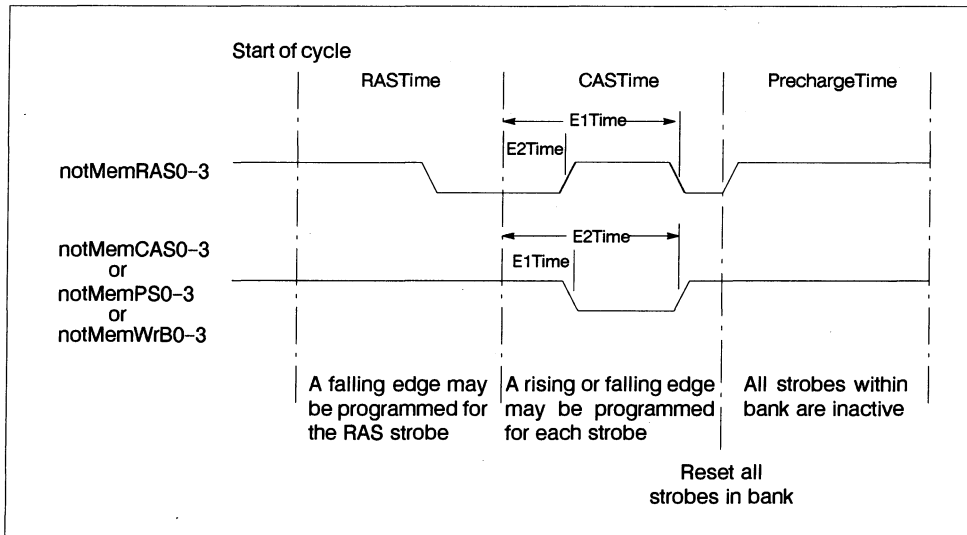 Start of cycle
RASTime
CASTime
PrechargeTime
E1Time
E2Time
notMemRAS0–3
notMemCAS0–3
or
notMemPS0–3
or
notMemWrB0–3
E2Time
E1Time
A falling edge may
be programmed for
the RAS strobe
A rising or falling edge
may be programmed
for each strobe
All strobes within
bank are inactive
Reset all
strobes in bank